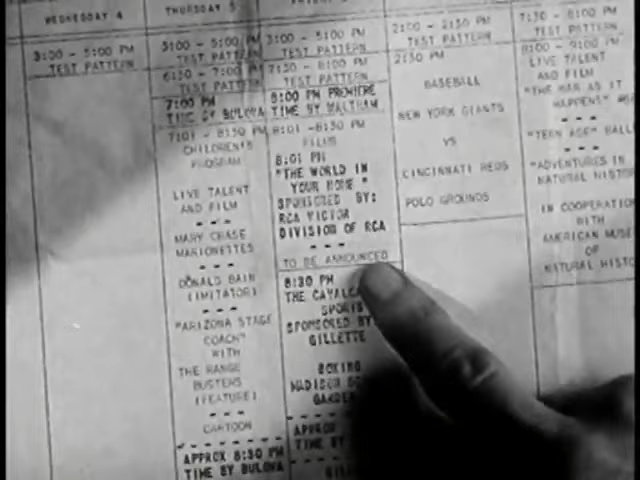 WEDNESDAY 4
3:00 - 5:00 PM
TEST PATTERN
THURSDAY 5
3:00 - 5:00 PM
TEST PATTERN
6:30 - 7:00 PM
TEST PATTERN
7:00 PM
TIME BY BULOVA
7:01 - 8:30 PM
CHILDREN'S
PROGRAM
LIVE TALENT
AND FILM
- - -
MARY CHASE
MARIONETTES
- - -
DONALD BAIN
(IMITATOR)
- - -
"ARIZONA STAGE
COACH"
WITH
THE RANGE
BUSTERS
(FEATURE)
- - -
CARTOON
APPROX 8:30 PM
TIME BY BULOVA
3:00 - 5:00 PM
TEST PATTERN
7:30 - 8:00 PM
TEST PATTERN
8:00 PM PREMIERE
TIME BY WALTHAM
8:01 - 8:30 PM
FILMS
8:01 PM
"THE WORLD IN
YOUR HOME"
SPONSORED BY:
RCA VICTOR
DIVISION OF RCA
- - -
TO BE ANNOUNCED
8:30 PM
THE
SPORTS
SPONSORED BY
GILLETTE
BOXING
MADISON
APPROX
TIME BY
2:00 - 2:30 PM
TEST PATTERN
2:30 PM
BASEBALL
NEW YORK GIANTS
VS
CINCINNATI REDS
POLO GROUNDS
7:30 - 8:00 PM
TEST PATTERN
8:00 - 9:00 PM
LIVE TALENT
AND FILM
"THE WAR AS IT
HAPPENS"
- - -
"TEEN AGE"
- - -
"ADVENTURES IN
NATURAL
IN COOPERATION
WITH
AMERICAN
OF
NATURAL